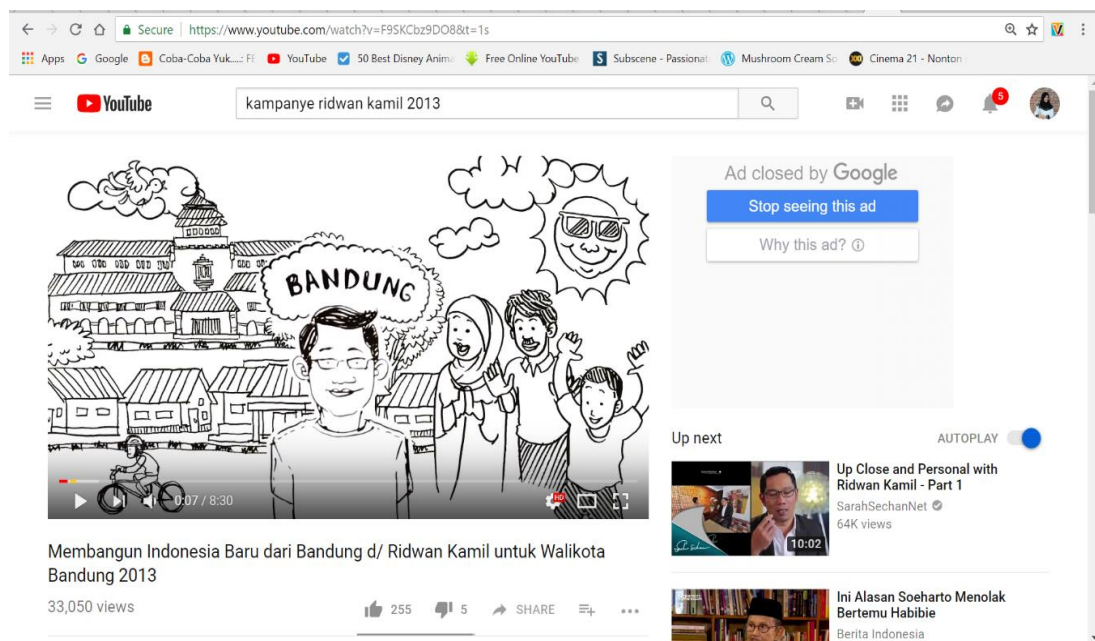 Secure | https://www.youtube.com/watch?v=F9SKCbz9DO8&t=1s
Apps G Google Coba-Coba Yuk.....: FE YouTube 50 Best Disney Anima Free Online YouTube S Subscene - Passionat Mushroom Cream So Cinema 21 - Nonton
YouTube kampanye ridwan kamil 2013 5
Ad closed by Google
Stop seeing this ad
Why this ad?
BANDUNG
0:07 / 8:30 HD
Up next AUTOPLAY
Up Close and Personal with
Ridwan Kamil - Part 1
SarahSechanNet
64K views
10:02
Membangun Indonesia Baru dari Bandung d/ Ridwan Kamil untuk Walikota
Bandung 2013
33,050 views 255 5 SHARE
Ini Alasan Soeharto Menolak
Bertemu Habibie
Berita Indonesia